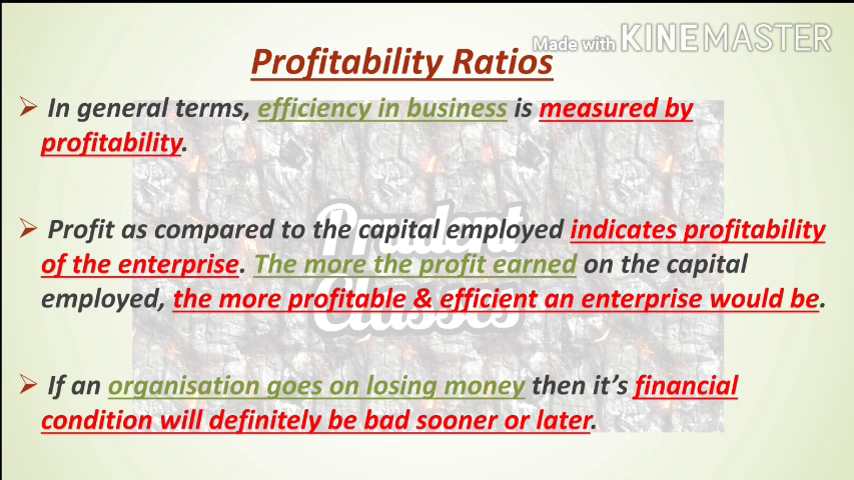 Made with KINEMASTER
Profitability Ratios
➢ In general terms, efficiency in business is measured by
profitability.
➢ Profit as compared to the capital employed indicates profitability
of the enterprise. The more the profit earned on the capital
employed, the more profitable & efficient an enterprise would be.
➢ If an organisation goes on losing money then it’s financial
condition will definitely be bad sooner or later.
Prudent
Classes